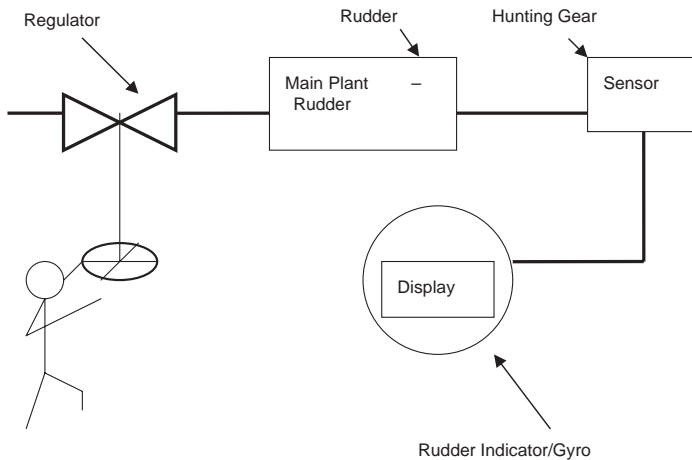 Regulator
Rudder
Hunting Gear
Main Plant –
Rudder
Sensor
Display
Rudder Indicator/Gyro